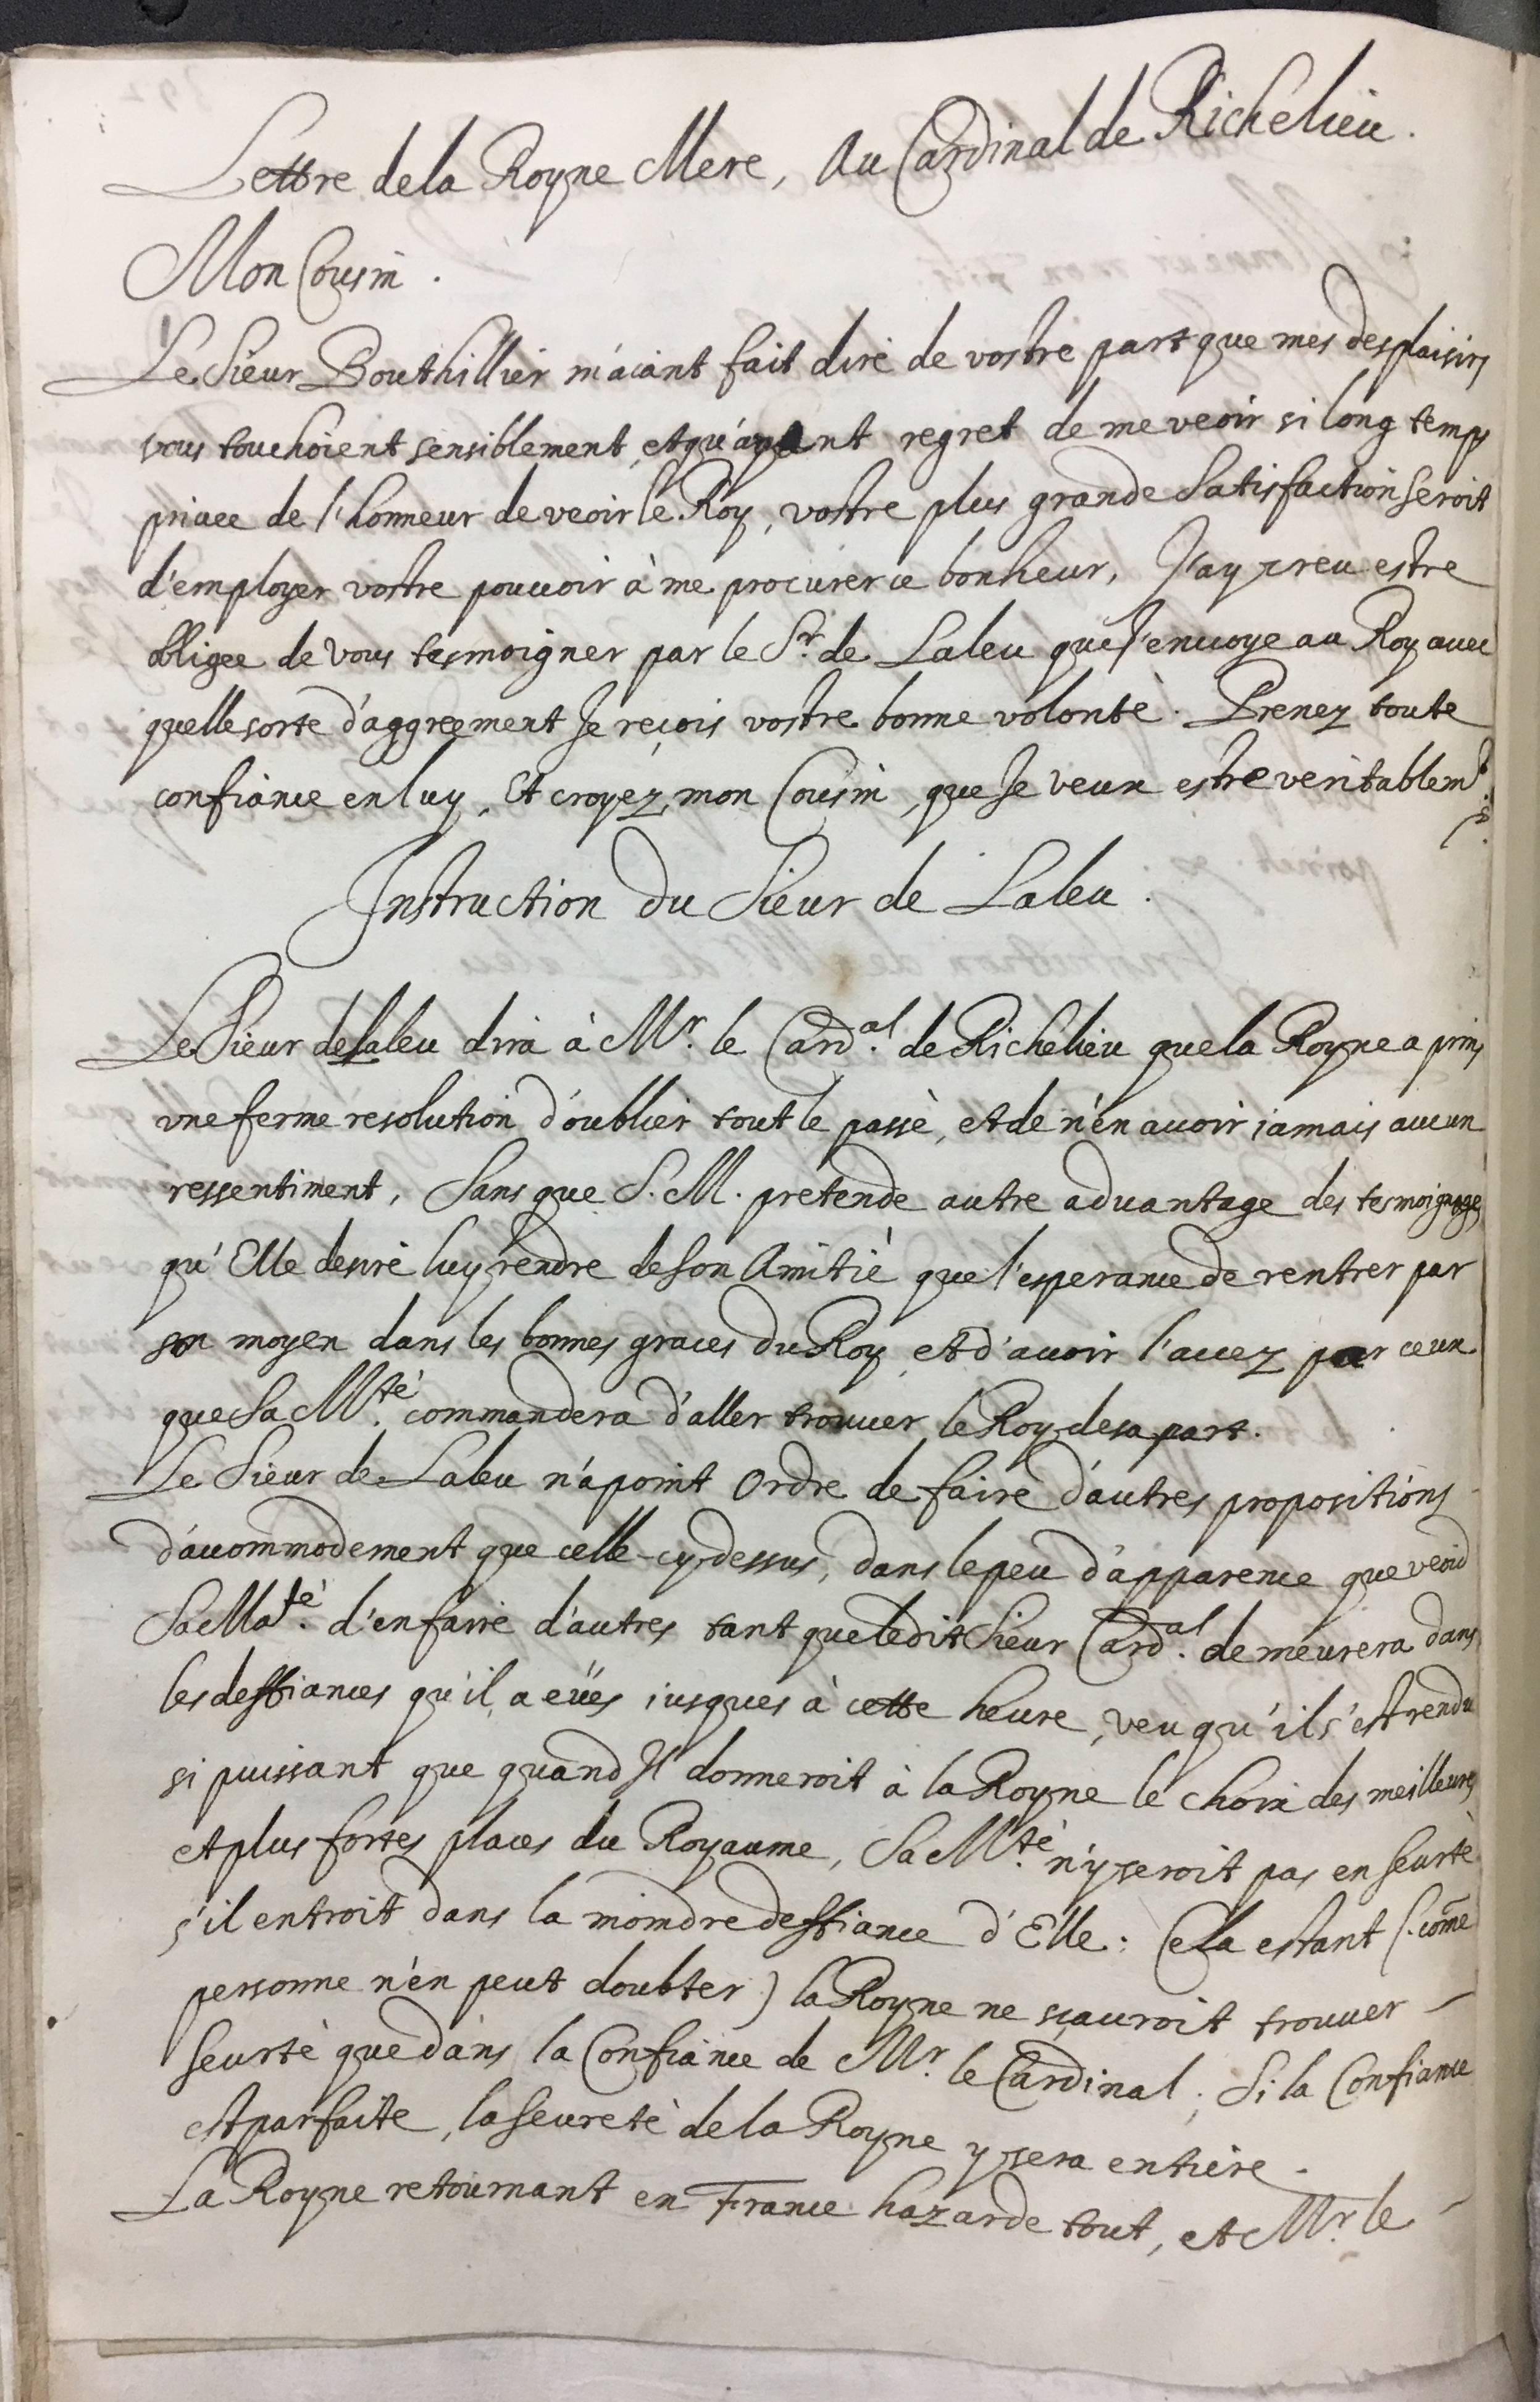 Lettre de la Royne Mere, Au Cardinal de Richelieu.
Mon Cousin.
Le Sieur Bouthillier m'aiant fait dire de vostre part que mes desplaisirs
vous touchoient sensiblement, et qu'ayant regret de me veoir si long temps
privee de l'honneur de veoir le Roy, vostre plus grande Satisfaction Seroit
d'employer vostre pouvoir à me procurer ce bonheur, J'ay creu estre
obligee de vous tesmoigner par le Sr. de Laleu que J'envoye au Roy avec
quelle sorte d'aggreement Je reçois vostre bonne volonté. Prenez toute
confiance en luy, Et croyez, mon Cousin, que Je veux estre veritablemt.
Instruction du Sieur de Laleu.
Le Sieur de Laleu dira à Mr. le Card.al de Richelieu que la Royne a prins
vne ferme resolution d'oublier tout le passé, et de n'en auoir iamais aucun
ressentiment, Sans que S. M. pretende autre aduantage des tesmoignages
qu'Elle desire luy rendre de Son Amitié que l'esperance de rentrer par
son moyen dans les bonnes graces du Roy, et d'auoir l'accez par ceux
que Sa M.té commandera d'aller trouuer le Roy de sa part.
Le Sieur de Laleu n'a point Ordre de faire d'autres propositions
d'accommodement que celle-cy dessus, dans le peu d'apparence que veoid
Sa Ma.té d'en faire d'autres tant que ledit Sieur Card.al demeurera dans
les deffiances qu'il a eües iusques à cette heure, veu qu'il s'est rendu
si puissant que quand Il donneroit à la Royne le choix des meilleures
et plus fortes places du Royaume, Sa M.té n'y seroit pas en Seurté
s'il entroit dans la moindre deffiance d'Elle: Cela estant (come
personne n'en peut doubter) la Royne ne sçauroit trouuer
Seurté que dans la Confiance de Mr. le Cardinal; Si la Confiance
est parfaite, la Seureté de la Royne y sera entiere.
La Royne retournant en France hazarde tout, et Mr. le